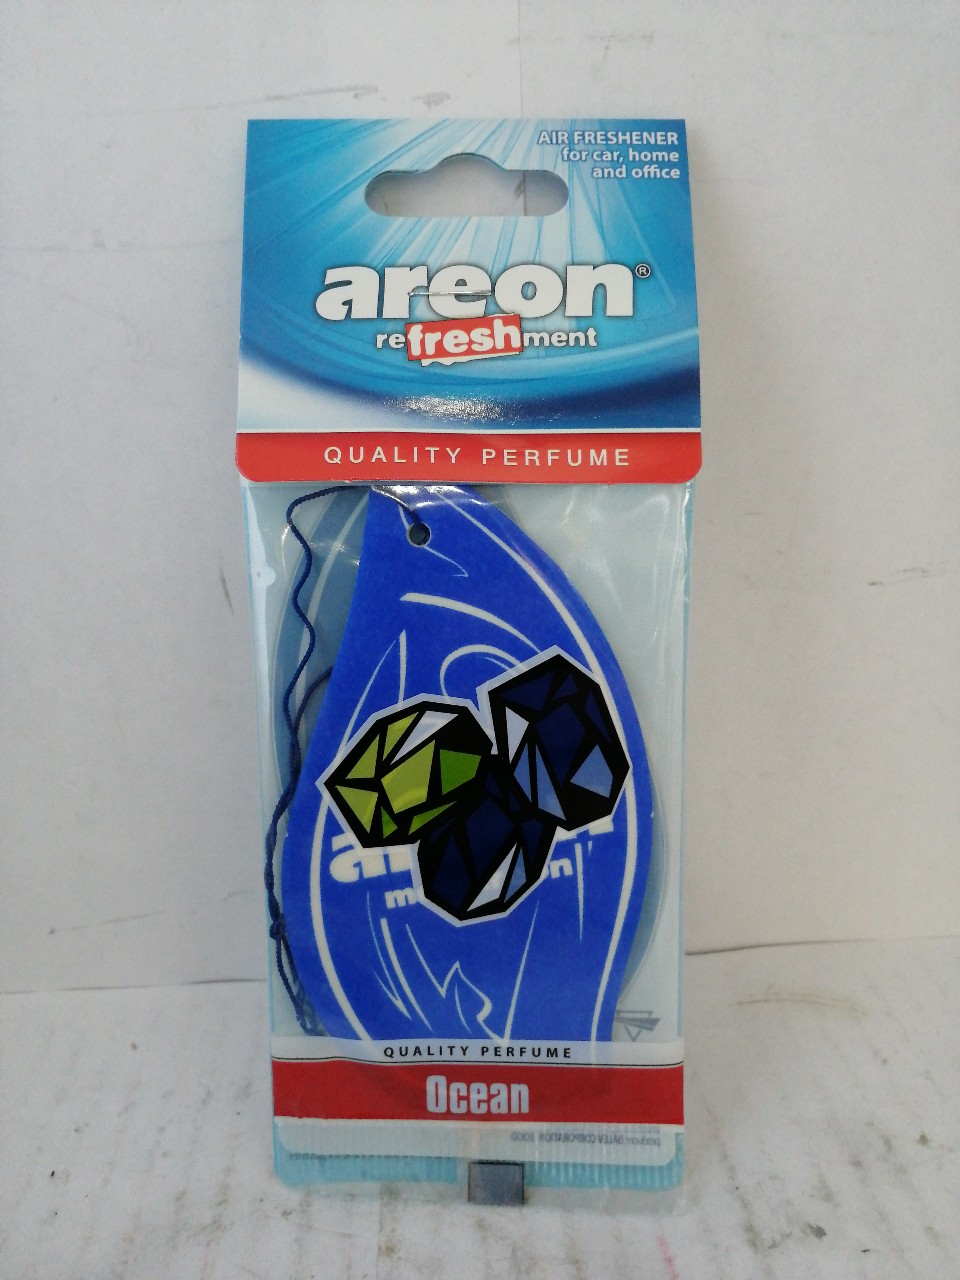 AIR FRESHENER
for car, home
and office
areon®
refreshment
QUALITY PERFUME
QUALITY PERFUME
Ocean